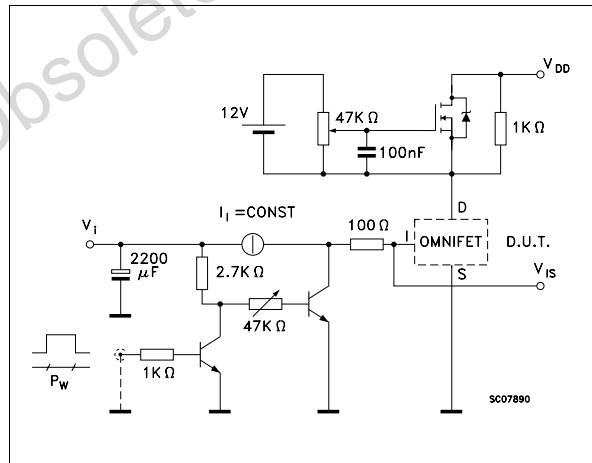 obsolete
V DD
12V
47K Ω
100nF
1K Ω
D
I I =CONST
V i
100 Ω
I
OMNIFET
D.U.T.
2200
μF
2.7K Ω
S
V IS
47K Ω
1K Ω
P W
SC07890